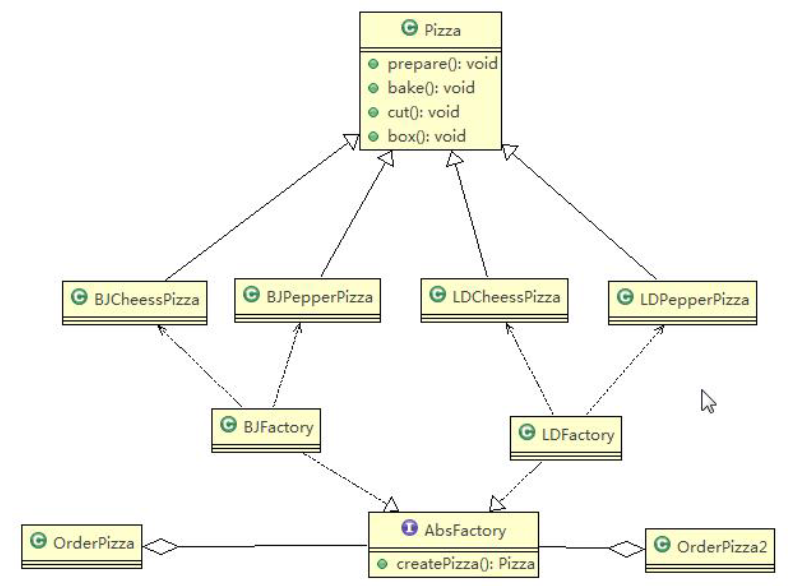 Pizza
prepare(): void
bake(): void
cut(): void
box(): void
BJCheessPizza
BJPepperPizza
LDCheessPizza
LDPepperPizza
BJFactory
LDFactory
AbsFactory
createPizza(): Pizza
OrderPizza
OrderPizza2